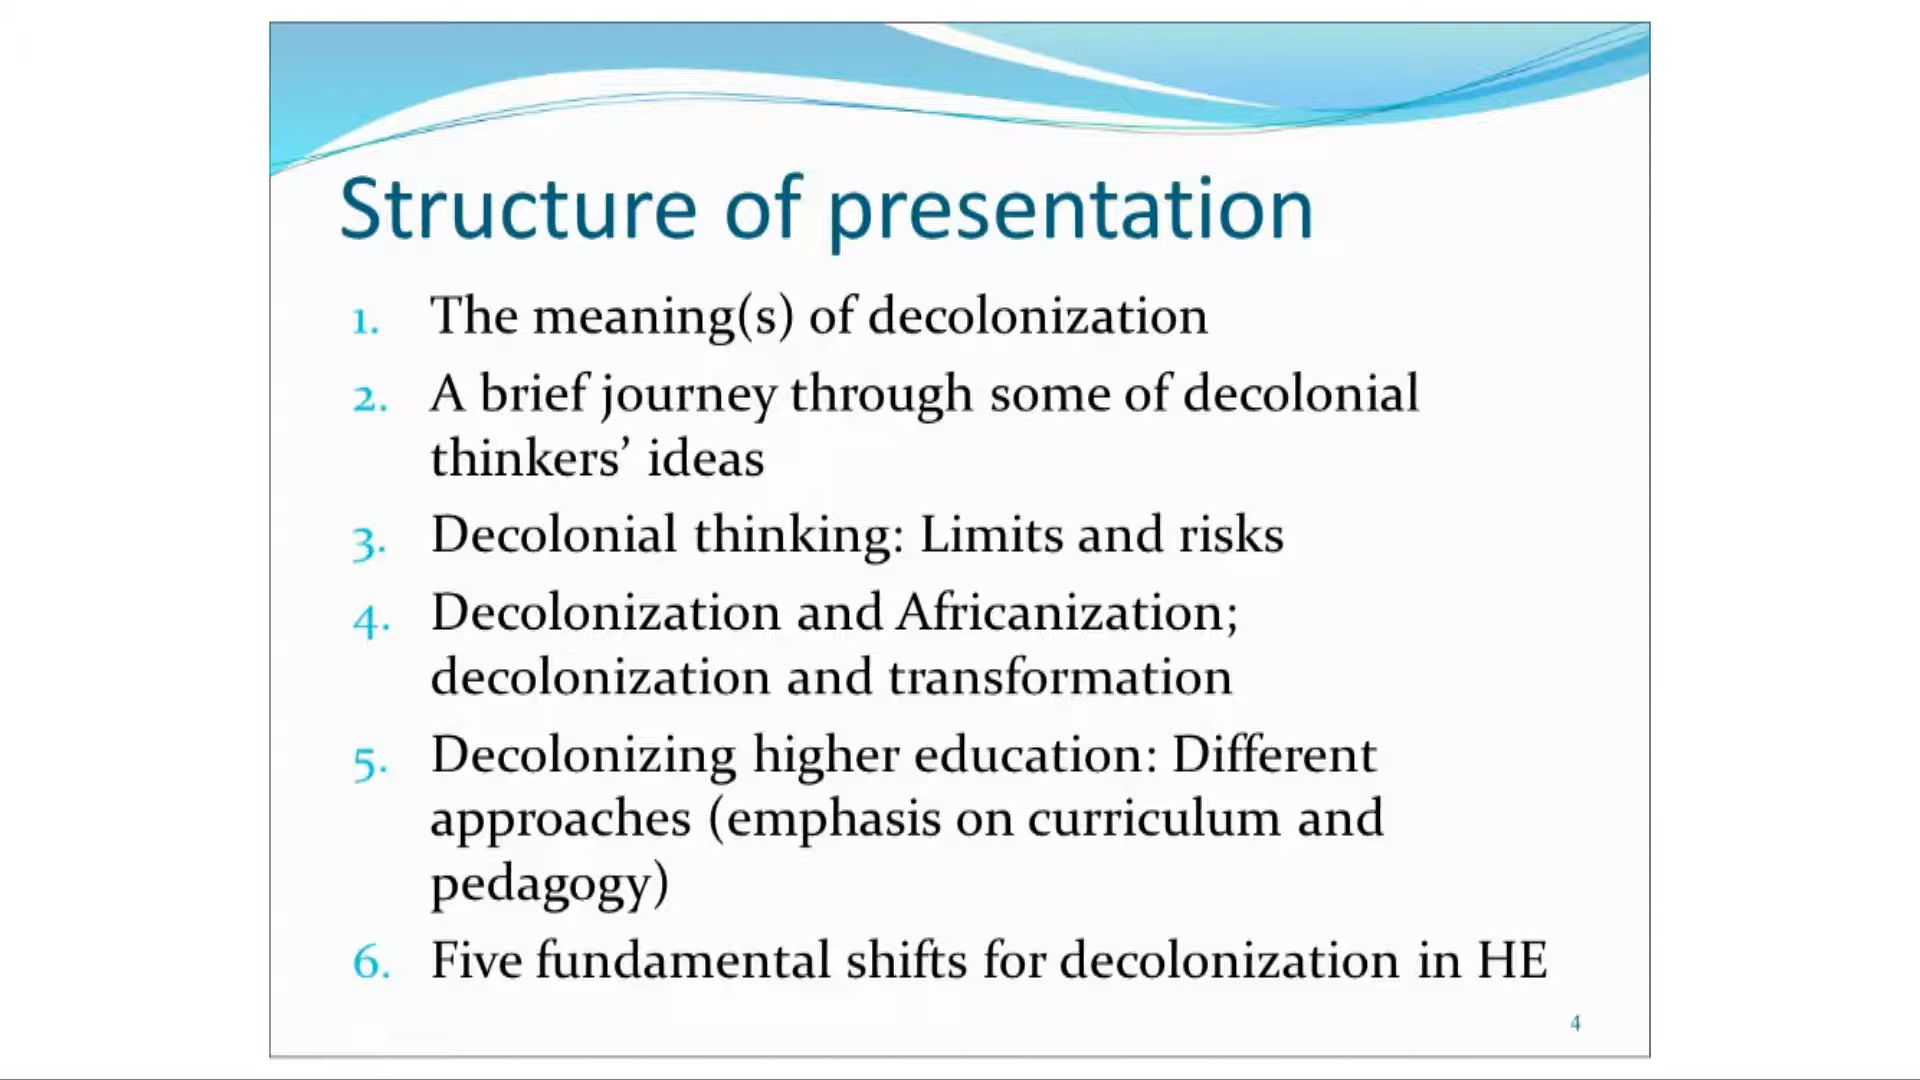 Structure of presentation
1. The meaning(s) of decolonization
2. A brief journey through some of decolonial
thinkers’ ideas
3. Decolonial thinking: Limits and risks
4. Decolonization and Africanization;
decolonization and transformation
5. Decolonizing higher education: Different
approaches (emphasis on curriculum and
pedagogy)
6. Five fundamental shifts for decolonization in HE
4